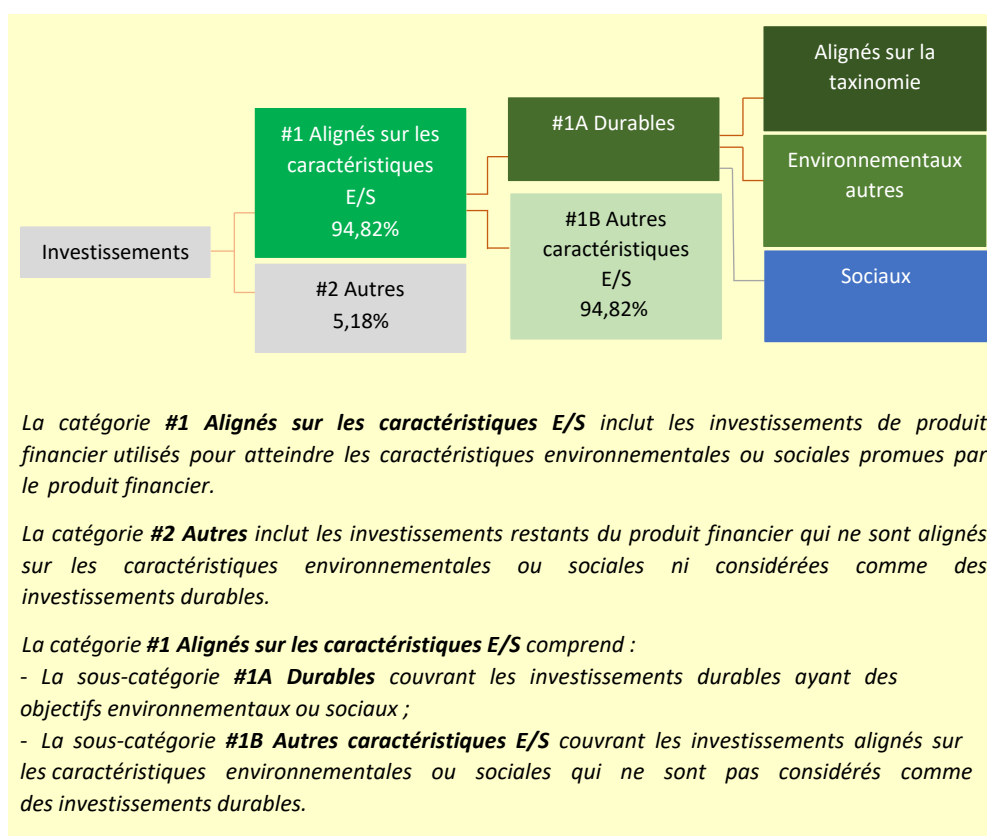 Alignés sur la
taxinomie
#1 Alignés sur les
caractéristiques
E/S
94,82%
#1A Durables
Environnementaux
autres
#1B Autres
caractéristiques
E/S
94,82%
Investissements
#2 Autres
5,18%
Sociaux
La catégorie #1 Alignés sur les caractéristiques E/S inclut les investissements de produit
financier utilisés pour atteindre les caractéristiques environnementales ou sociales promues par
le produit financier.
La catégorie #2 Autres inclut les investissements restants du produit financier qui ne sont alignés
sur les caractéristiques environnementales ou sociales ni considérées comme des
investissements durables.
La catégorie #1 Alignés sur les caractéristiques E/S comprend :
- La sous-catégorie #1A Durables couvrant les investissements durables ayant des
objectifs environnementaux ou sociaux ;
- La sous-catégorie #1B Autres caractéristiques E/S couvrant les investissements alignés sur
les caractéristiques environnementales ou sociales qui ne sont pas considérés comme
des investissements durables.